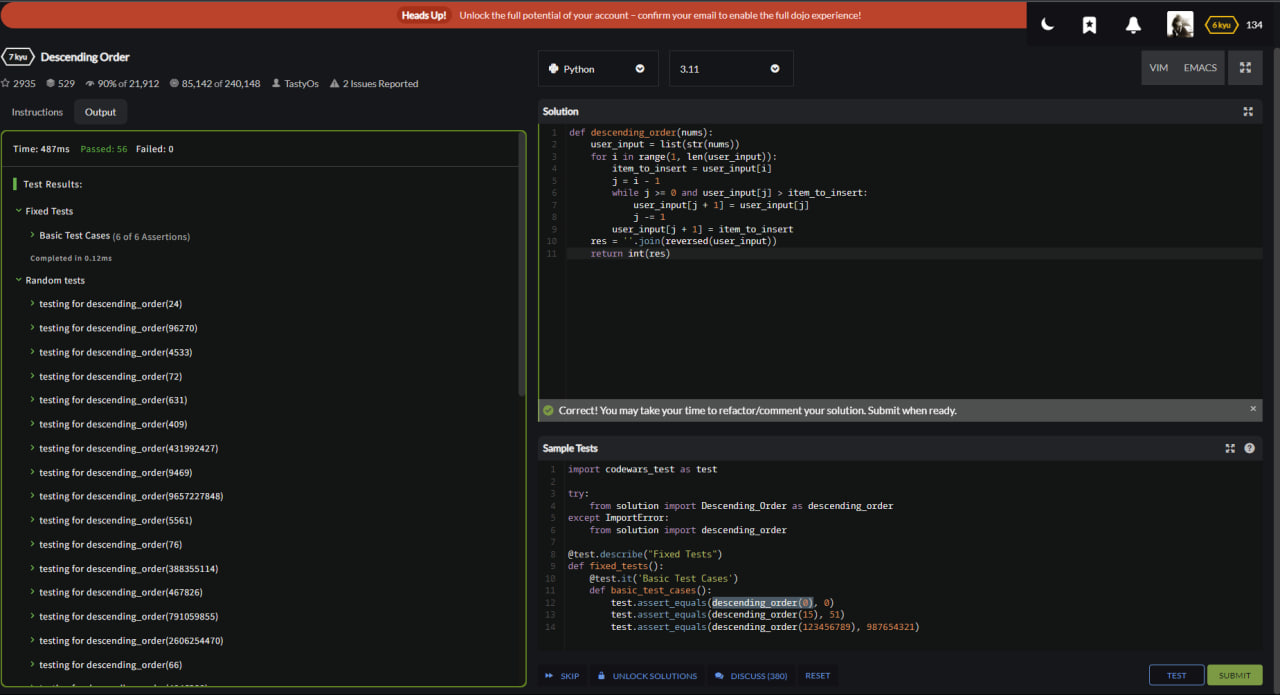 Heads Up! Unlock the full potential of your account – confirm your email to enable the full dojo experience!
6 kyu 134
7 kyu Descending Order
2935 529 90% of 21,912 85,142 of 240,148 TastyOs 2 Issues Reported
Instructions Output
Time: 487ms Passed: 56 Failed: 0
Test Results:
Fixed Tests
Basic Test Cases (6 of 6 Assertions)
Completed in 0.12ms
Random tests
testing for descending_order(24)
testing for descending_order(96270)
testing for descending_order(4533)
testing for descending_order(72)
testing for descending_order(631)
testing for descending_order(409)
testing for descending_order(431992427)
testing for descending_order(9469)
testing for descending_order(9657227848)
testing for descending_order(5561)
testing for descending_order(76)
testing for descending_order(388355114)
testing for descending_order(467826)
testing for descending_order(791059855)
testing for descending_order(2606254470)
testing for descending_order(66)
Python 3.11
VIM EMACS
Solution
1 def descending_order(nums):
2 user_input = list(str(nums))
3 for i in range(1, len(user_input)):
4 item_to_insert = user_input[i]
5 j = i - 1
6 while j >= 0 and user_input[j] > item_to_insert:
7 user_input[j + 1] = user_input[j]
8 j -= 1
9 user_input[j + 1] = item_to_insert
10 res = ''.join(reversed(user_input))
11 return int(res)
Correct! You may take your time to refactor/comment your solution. Submit when ready.
Sample Tests
1 import codewars_test as test
2
3 try:
4 from solution import Descending_Order as descending_order
5 except ImportError:
6 from solution import descending_order
7
8 @test.describe("Fixed Tests")
9 def fixed_tests():
10 @test.it('Basic Test Cases')
11 def basic_test_cases():
12 test.assert_equals(descending_order(0), 0)
13 test.assert_equals(descending_order(15), 51)
14 test.assert_equals(descending_order(123456789), 987654321)
SKIP UNLOCK SOLUTIONS DISCUSS (380) RESET TEST SUBMIT